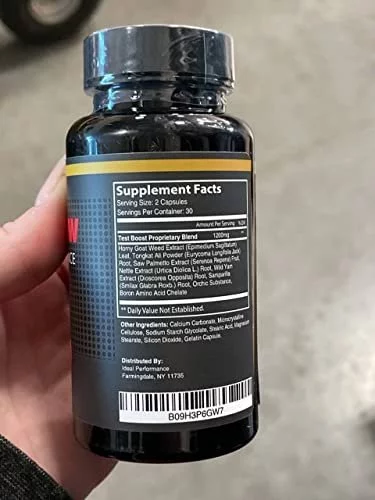 Supplement Facts
Serving Size: 2 Capsules
Servings Per Container: 30
Amount Per Serving %DV
Test Boost Proprietary Blend 1200mg **
Horny Goat Weed Extract (Epimedium Sagittatum)
Leaf, Tongkat Ali Powder (Eurycoma Longifolia Jack)
Root, Saw Palmetto Extract (Serenoa Repens) Fruit,
Nettle Extract (Urtica Diolica L.) Root, Wild Yam
Extract (Dioscorea Opposita) Root, Sarsparilla
(Smilax Glabra Roxb.) Root, Orchic Substance,
Boron Amino Acid Chelate
** Daily Value Not Established.
Other Ingredients: Calcium Carbonate, Microcrystalline
Cellulose, Sodium Starch Glycolate, Stearic Acid, Magnesium
Stearate, Silicon Dioxide, Gelatin Capsule.
Distributed By:
Ideal Performance
Farmingdale, NY 11735
B09H3P6GW7